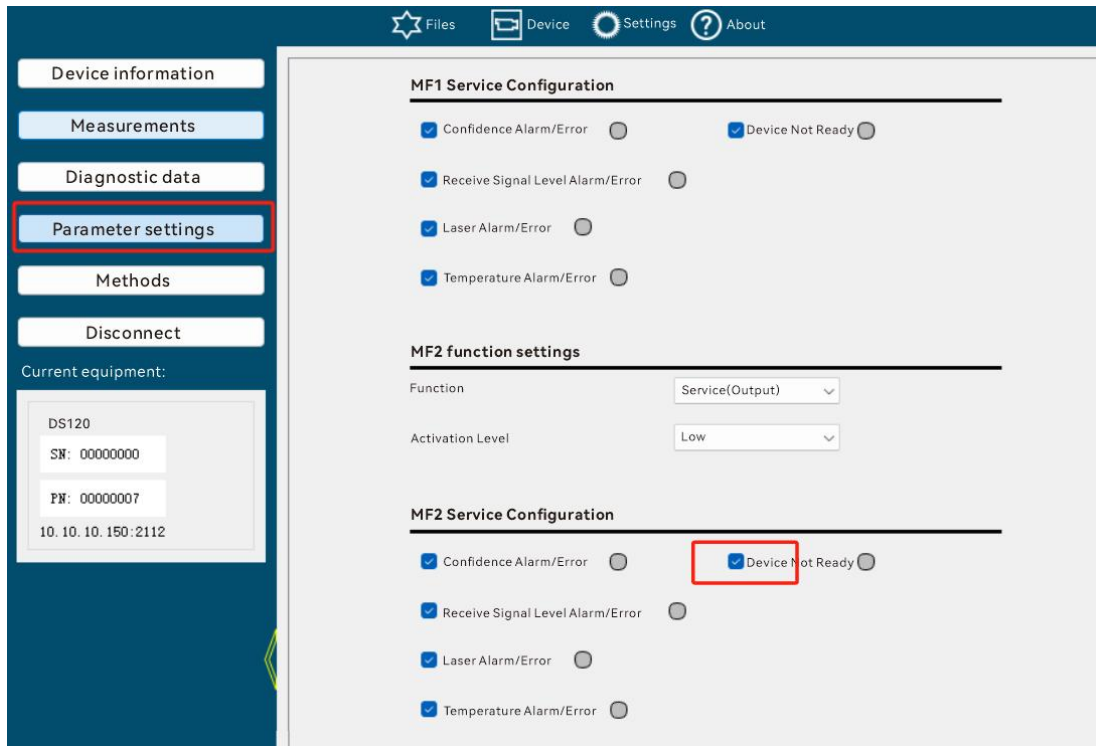 Files Device Settings ? About
Device information
Measurements
Diagnostic data
Parameter settings
Methods
Disconnect
Current equipment:
DS120
SN: 00000000
PN: 00000007
10.10.10.150:2112
MF1 Service Configuration
Confidence Alarm/Error Device Not Ready
Receive Signal Level Alarm/Error
Laser Alarm/Error
Temperature Alarm/Error
MF2 function settings
Function Service(Output)
Activation Level Low
MF2 Service Configuration
Confidence Alarm/Error Device Not Ready
Receive Signal Level Alarm/Error
Laser Alarm/Error
Temperature Alarm/Error